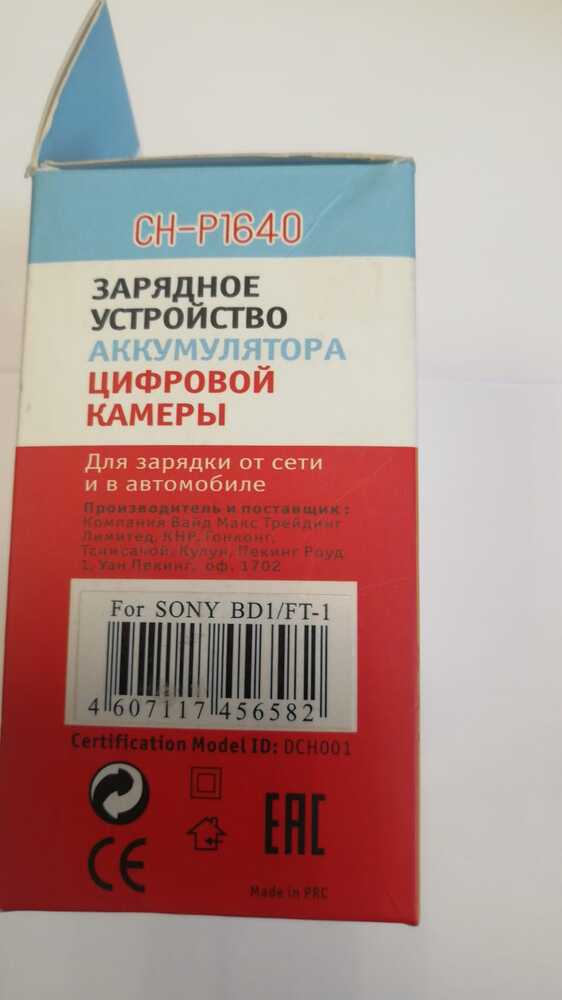 CH-P1640
ЗАРЯДНОЕ
УСТРОЙСТВО
АККУМУЛЯТОРА
ЦИФРОВОЙ
КАМЕРЫ
Для зарядки от сети
и в автомобиле
Производитель и поставщик :
Компания Вайд Макс Трейдинг
Лимитед, КНР, Гонконг,
Кулун, Пекинг Роуд
1, Уан Пекинг, оф. 1702
For SONY BD1/FT-1
4 607117 456582
Certification Model ID: DCH001
CE
EAC
Made in PRC